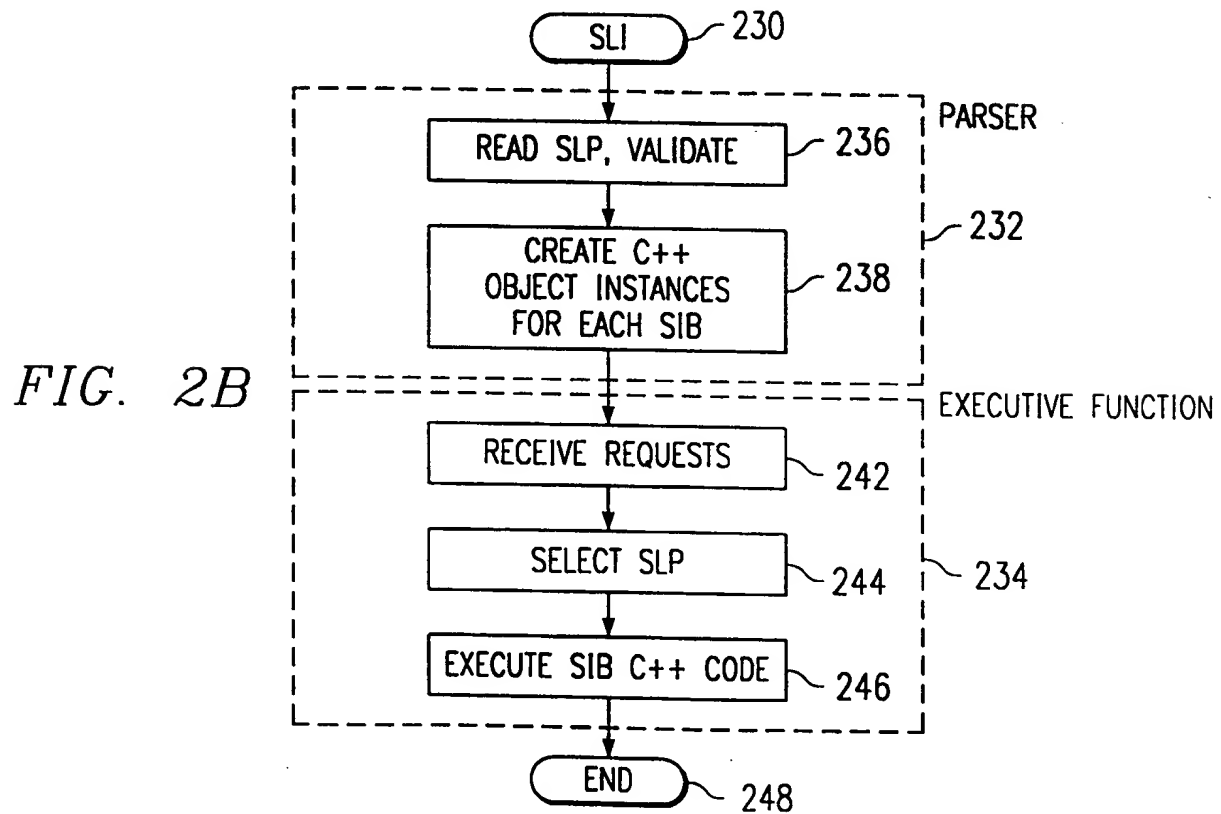 SLI
230
PARSER
READ SLP, VALIDATE
236
232
CREATE C++
OBJECT INSTANCES
FOR EACH SIB
238
FIG. 2B
EXECUTIVE FUNCTION
RECEIVE REQUESTS
242
SELECT SLP
244
234
EXECUTE SIB C++ CODE
246
END
248